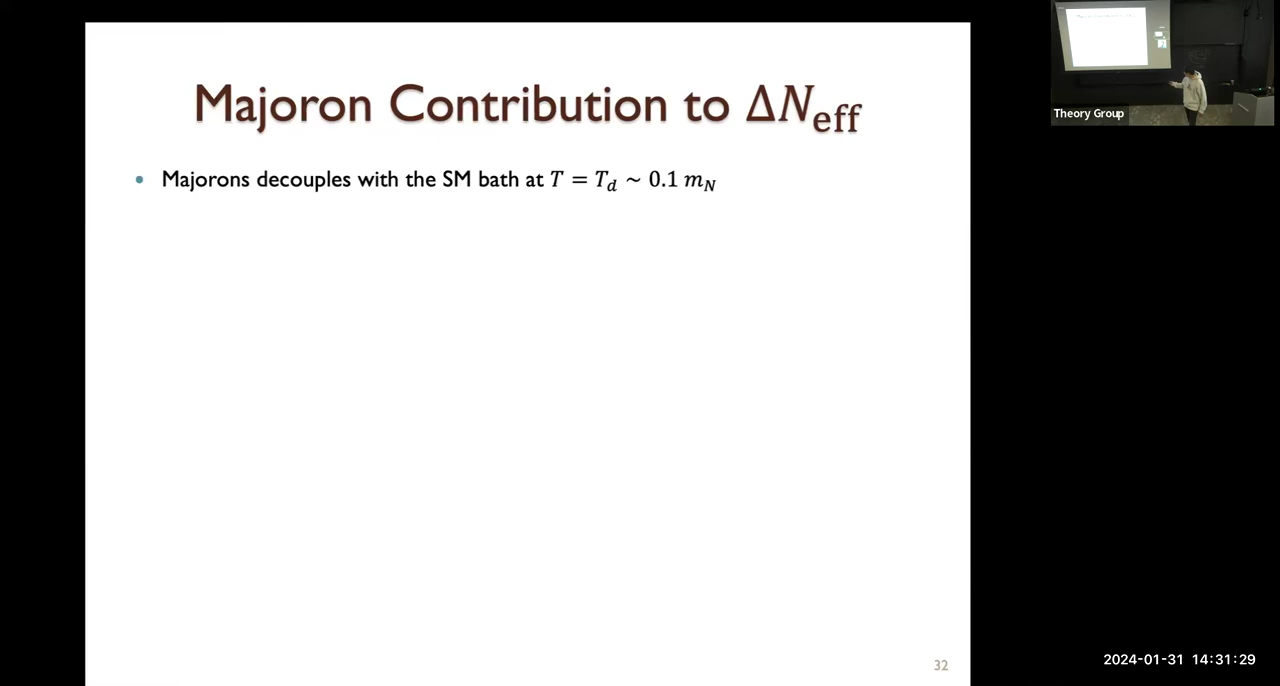 Majoron Contribution to ΔN_eff
• Majorons decouples with the SM bath at T = T_d ~ 0.1 m_N
32
Theory Group
2024-01-31 14:31:29